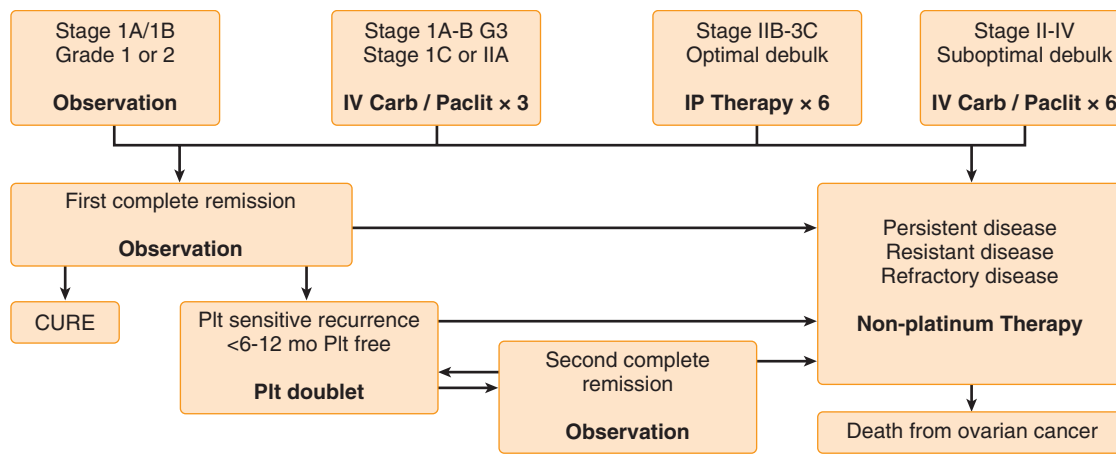 Stage 1A/1B
Grade 1 or 2
Observation
Stage 1A-B G3
Stage 1C or IIA
IV Carb / Paclit × 3
Stage IIB-3C
Optimal debulk
IP Therapy × 6
Stage II-IV
Suboptimal debulk
IV Carb / Paclit × 6
First complete remission
Observation
Persistent disease
Resistant disease
Refractory disease
Non-platinum Therapy
CURE
Plt sensitive recurrence
<6-12 mo Plt free
Plt doublet
Second complete
remission
Observation
Death from ovarian cancer